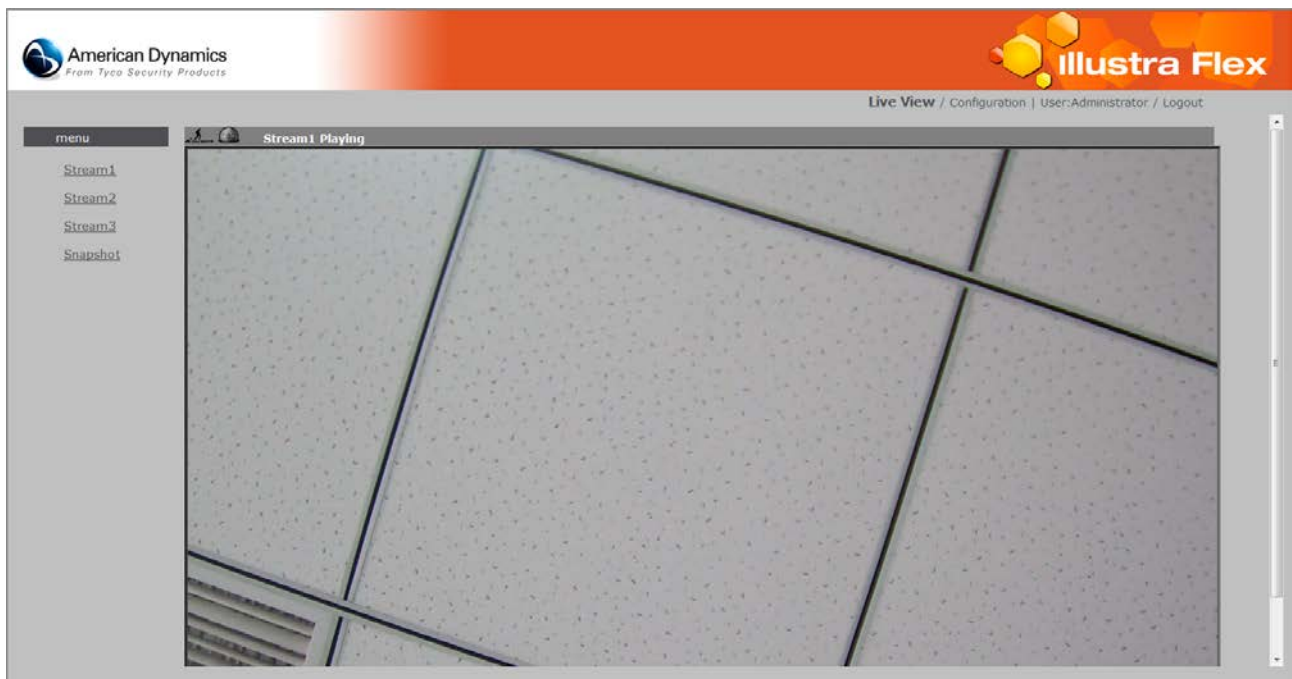 American Dynamics
From Tyco Security Products
Illustra Flex
Live View / Configuration | User:Administrator / Logout
menu
Stream1 Playing
Stream1
Stream2
Stream3
Snapshot